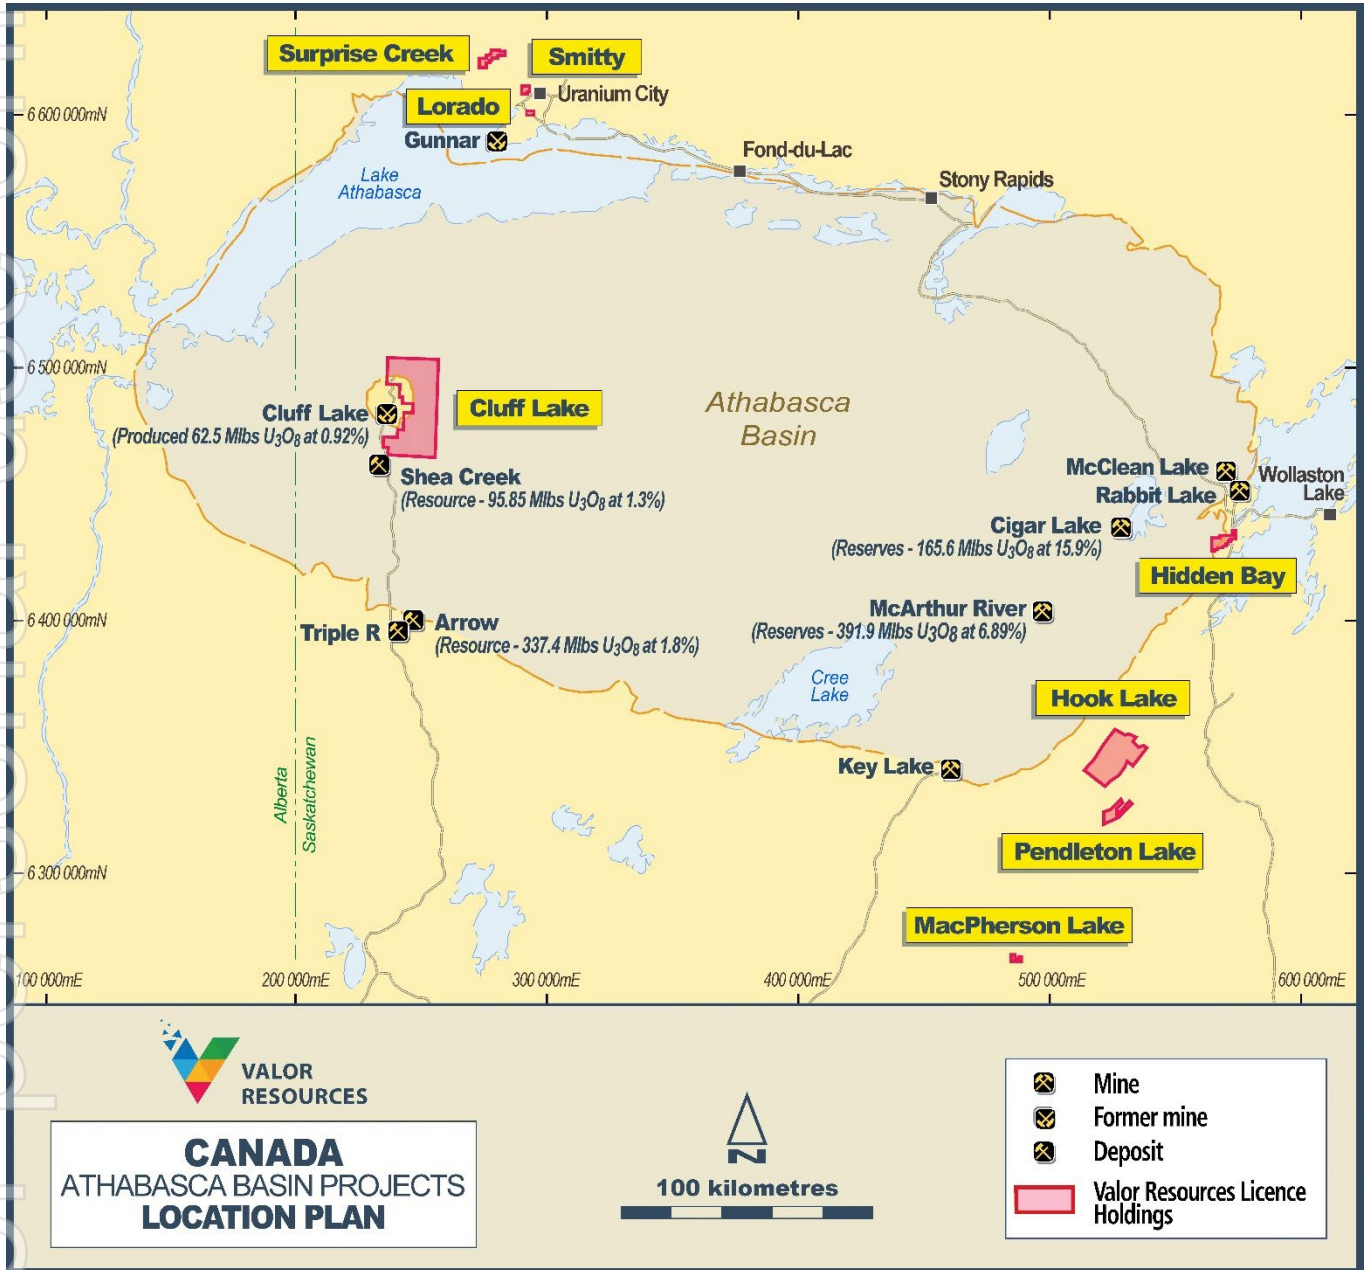 Surprise Creek
Smitty
Uranium City
Lorado
6 600 000mN
Gunnar
Fond-du-Lac
Lake
Athabasca
Stony Rapids
6 500 000mN
Cluff Lake
(Produced 62.5 Mlbs U₃O₈ at 0.92%)
Cluff Lake
Athabasca
Basin
Shea Creek
(Resource - 95.85 Mlbs U₃O₈ at 1.3%)
McClean Lake
Rabbit Lake
Wollaston
Lake
Cigar Lake
(Reserves - 165.6 Mlbs U₃O₈ at 15.9%)
Hidden Bay
6 400 000mN
Triple R
Arrow
(Resource - 337.4 Mlbs U₃O₈ at 1.8%)
McArthur River
(Reserves - 391.9 Mlbs U₃O₈ at 6.89%)
Cree
Lake
Hook Lake
Key Lake
Alberta
Saskatchewan
Pendleton Lake
6 300 000mN
MacPherson Lake
100 000mE
200 000mE
300 000mE
400 000mE
500 000mE
600 000mE
VALOR
RESOURCES
CANADA
ATHABASCA BASIN PROJECTS
LOCATION PLAN
N
100 kilometres
Mine
Former mine
Deposit
Valor Resources Licence
Holdings